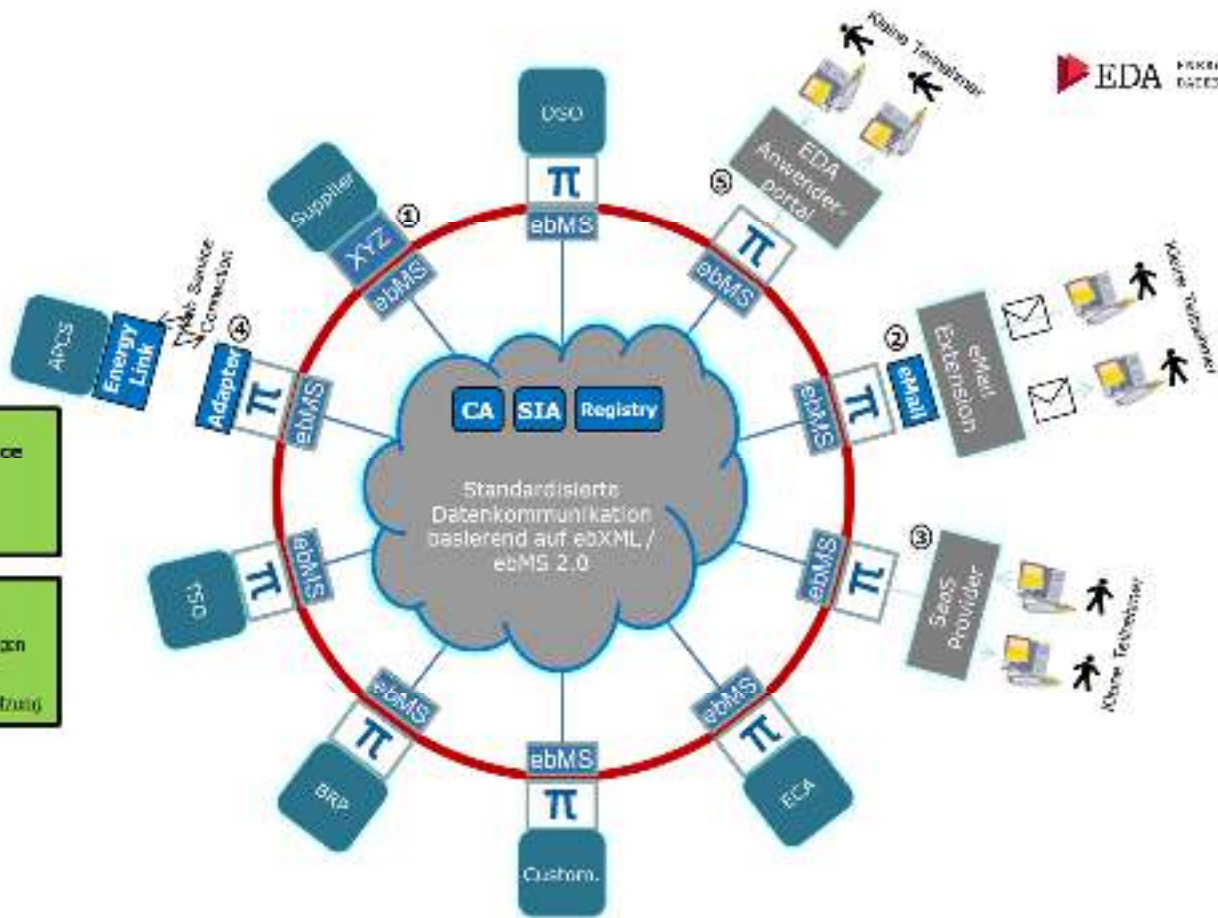 Kleine Teilnehmer
EDA
DSO
π
ebMS
EDA
Anwender-
portal
⑤
π
ebMS
Supplier
XYZ
①
ebMS
Web Service
Connection
APCS
Energy
Link
④
Adapter
π
ebMS
②
π
ebMS
eMail
eMail
Extension
Kleine Teilnehmer
CA
SIA
Registry
Standardisierte
Datenkommunikation
basierend auf ebXML /
ebMS 2.0
③
π
ebMS
SaaS
Provider
Kleine Teilnehmer
TSO
π
ebMS
BRP
π
ebMS
ebMS
π
Custom.
ebMS
π
ECA